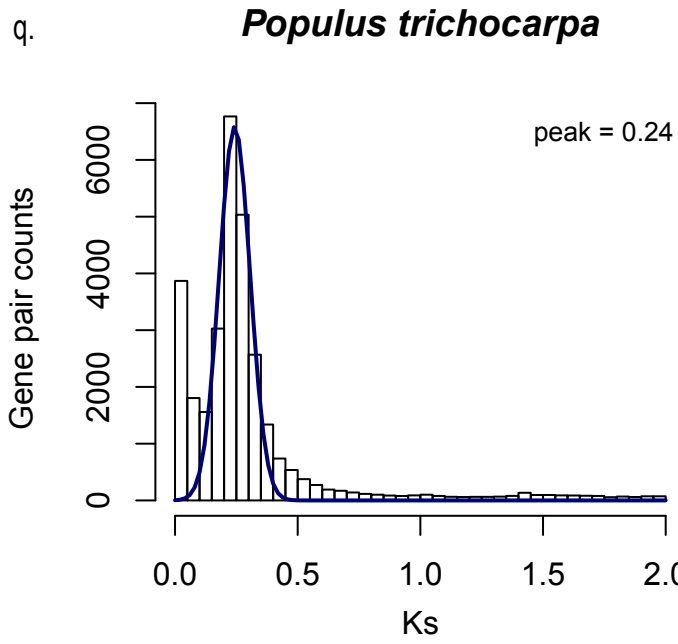 q.
Populus trichocarpa
peak = 0.24
Gene pair counts
6000
4000
2000
0
0.0 0.5 1.0 1.5 2.0
Ks